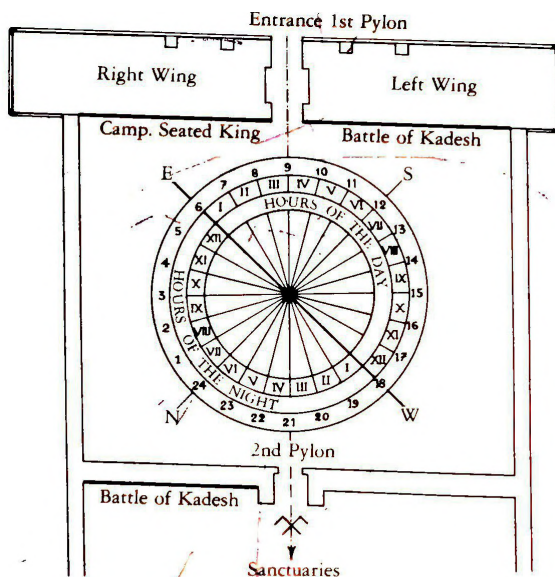 Entrance 1st Pylon
Right Wing
Left Wing
Camp. Seated King
Battle of Kadesh
E
S
1 2 3 4 5 6 7 8 9 10 11 12 13 14 15 16 17 18 19 20 21 22 23 24
I II III IV V VI VII VIII IX X XI XII
HOURS OF THE DAY
I II III IV V VI VII VIII IX X XI XII
HOURS OF THE NIGHT
N
W
2nd Pylon
Battle of Kadesh
Sanctuaries